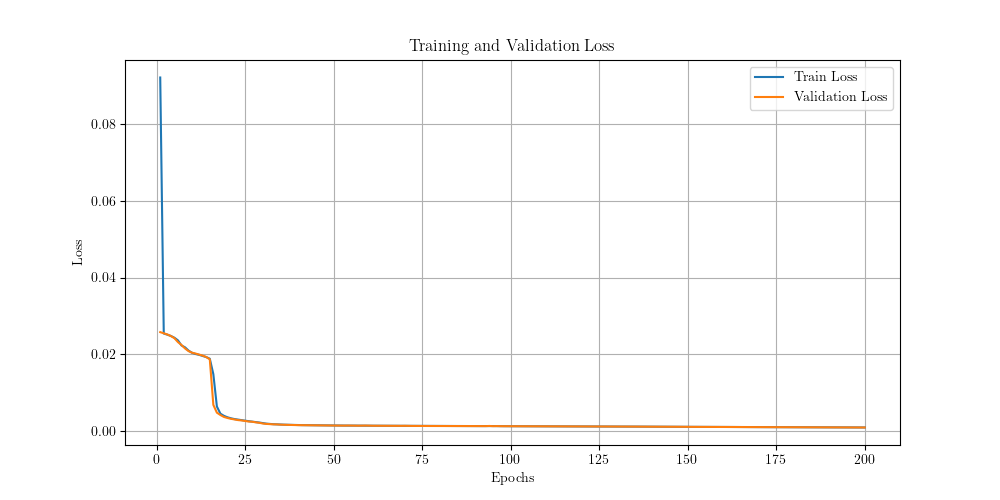 Training and Validation Loss
Train Loss
Validation Loss
0.08
0.06
0.04
0.02
0.00
Loss
0 25 50 75 100 125 150 175 200
Epochs